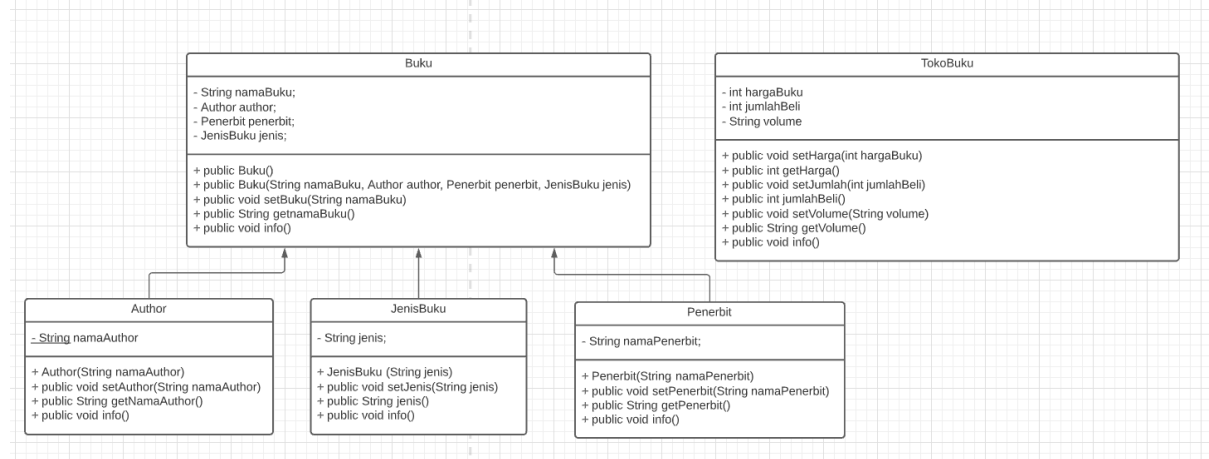 Buku
- String namaBuku;
- Author author;
- Penerbit penerbit;
- JenisBuku jenis;
+ public Buku()
+ public Buku(String namaBuku, Author author, Penerbit penerbit, JenisBuku jenis)
+ public void setBuku(String namaBuku)
+ public String getnamaBuku()
+ public void info()
TokoBuku
- int hargaBuku
- int jumlahBeli
- String volume
+ public void setHarga(int hargaBuku)
+ public int getHarga()
+ public void setJumlah(int jumlahBeli)
+ public int jumlahBeli()
+ public void setVolume(String volume)
+ public String getVolume()
+ public void info()
Author
- String namaAuthor
+ Author(String namaAuthor)
+ public void setAuthor(String namaAuthor)
+ public String getNamaAuthor()
+ public void info()
JenisBuku
- String jenis;
+ JenisBuku (String jenis)
+ public void setJenis(String jenis)
+ public String jenis()
+ public void info()
Penerbit
- String namaPenerbit;
+ Penerbit(String namaPenerbit)
+ public void setPenerbit(String namaPenerbit)
+ public String getPenerbit()
+ public void info()